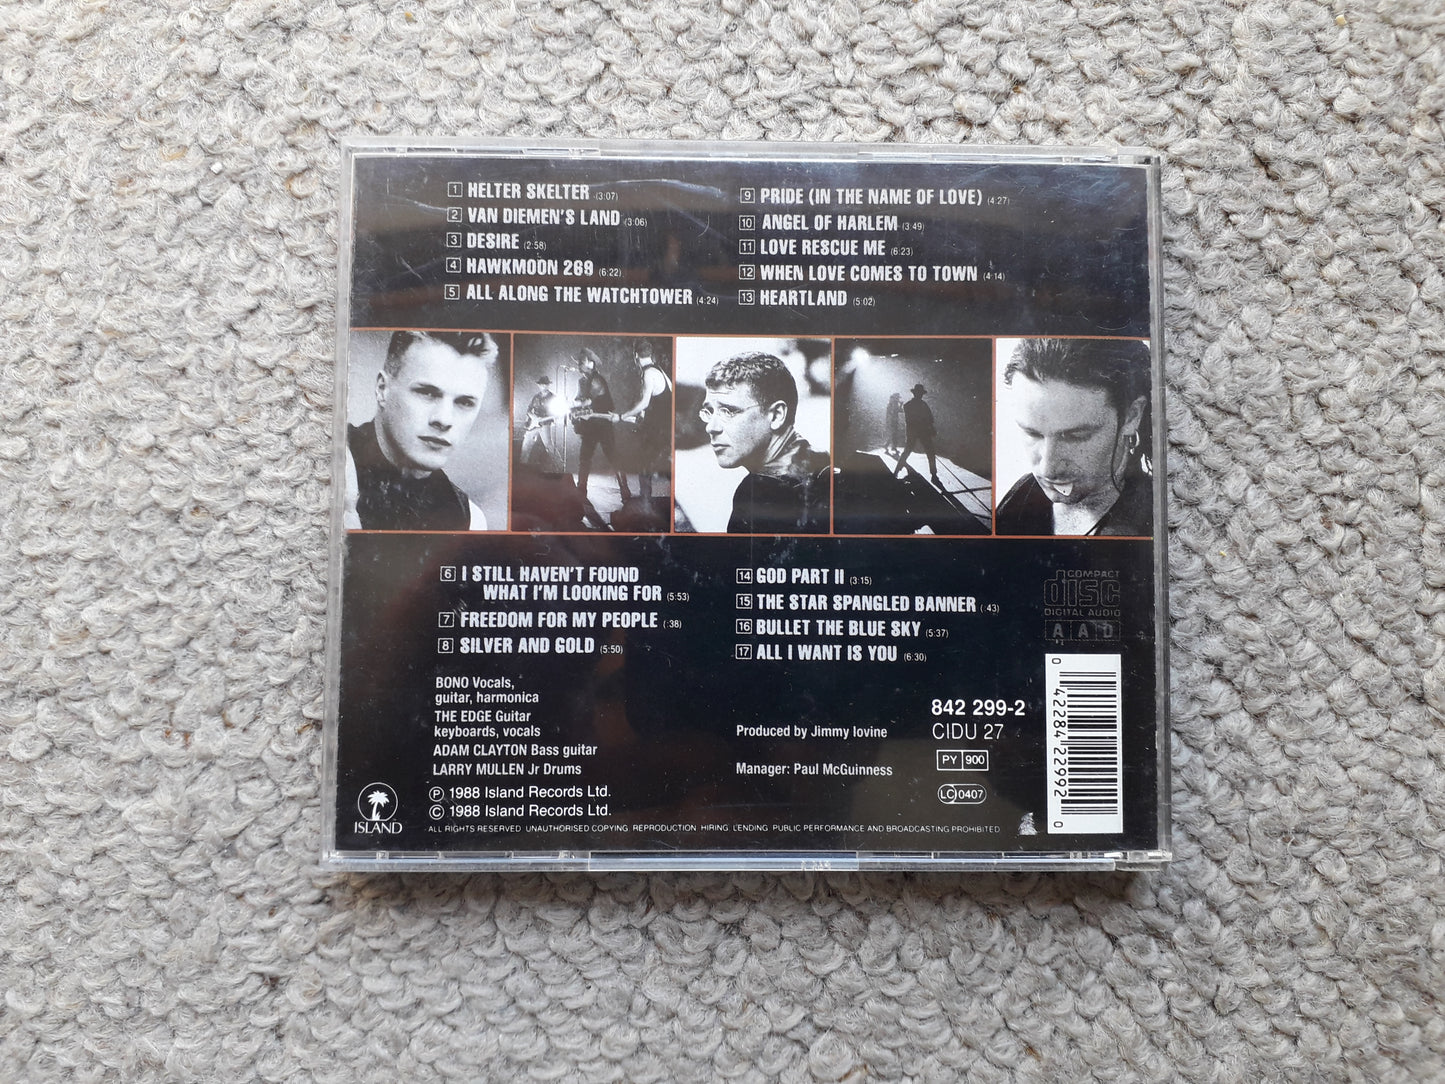 1 HELTER SKELTER (3:07)
2 VAN DIEMEN'S LAND (3:06)
3 DESIRE (2:58)
4 HAWKMOON 269 (6:22)
5 ALL ALONG THE WATCHTOWER (4:24)
9 PRIDE (IN THE NAME OF LOVE) (4:27)
10 ANGEL OF HARLEM (3:49)
11 LOVE RESCUE ME (6:23)
12 WHEN LOVE COMES TO TOWN (4:14)
13 HEARTLAND (5:02)
6 I STILL HAVEN'T FOUND
WHAT I'M LOOKING FOR (5:53)
7 FREEDOM FOR MY PEOPLE (:38)
8 SILVER AND GOLD (5:50)
14 GOD PART II (3:15)
15 THE STAR SPANGLED BANNER (:43)
16 BULLET THE BLUE SKY (5:37)
17 ALL I WANT IS YOU (6:30)
COMPACT
disc
DIGITAL AUDIO
A A D
BONO Vocals,
guitar, harmonica
THE EDGE Guitar
keyboards, vocals
ADAM CLAYTON Bass guitar
LARRY MULLEN Jr Drums
℗ 1988 Island Records Ltd.
© 1988 Island Records Ltd.
Produced by Jimmy Iovine
Manager: Paul McGuinness
842 299-2
CIDU 27
PY 900
LC 0407
0 42284 22992 0
ISLAND
ALL RIGHTS RESERVED. UNAUTHORISED COPYING, REPRODUCTION, HIRING, LENDING, PUBLIC PERFORMANCE AND BROADCASTING PROHIBITED